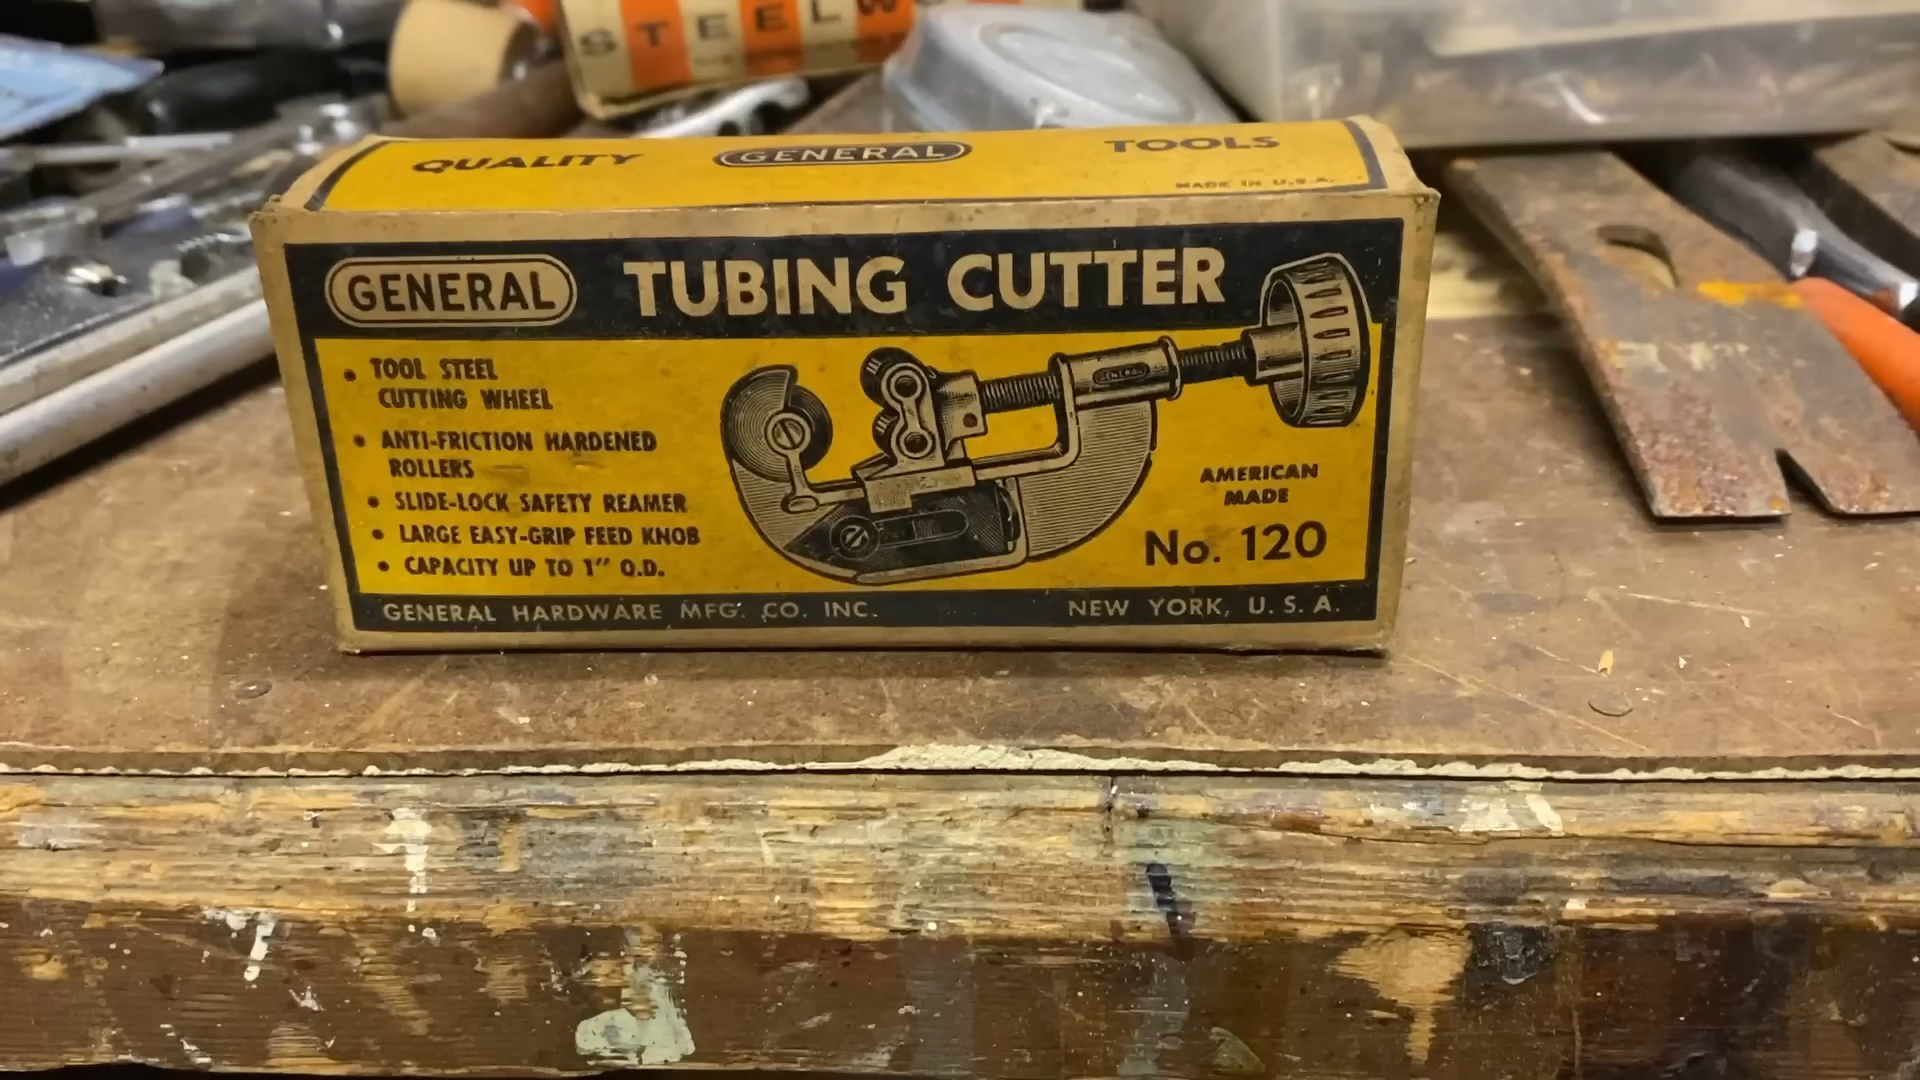 STEEL
QUALITY GENERAL TOOLS
MADE IN U.S.A.
GENERAL TUBING CUTTER
• TOOL STEEL
CUTTING WHEEL
• ANTI-FRICTION HARDENED
ROLLERS
• SLIDE-LOCK SAFETY REAMER
• LARGE EASY-GRIP FEED KNOB
• CAPACITY UP TO 1" O.D.
GENERAL
AMERICAN
MADE
No. 120
GENERAL HARDWARE MFG. CO. INC. NEW YORK, U.S.A.